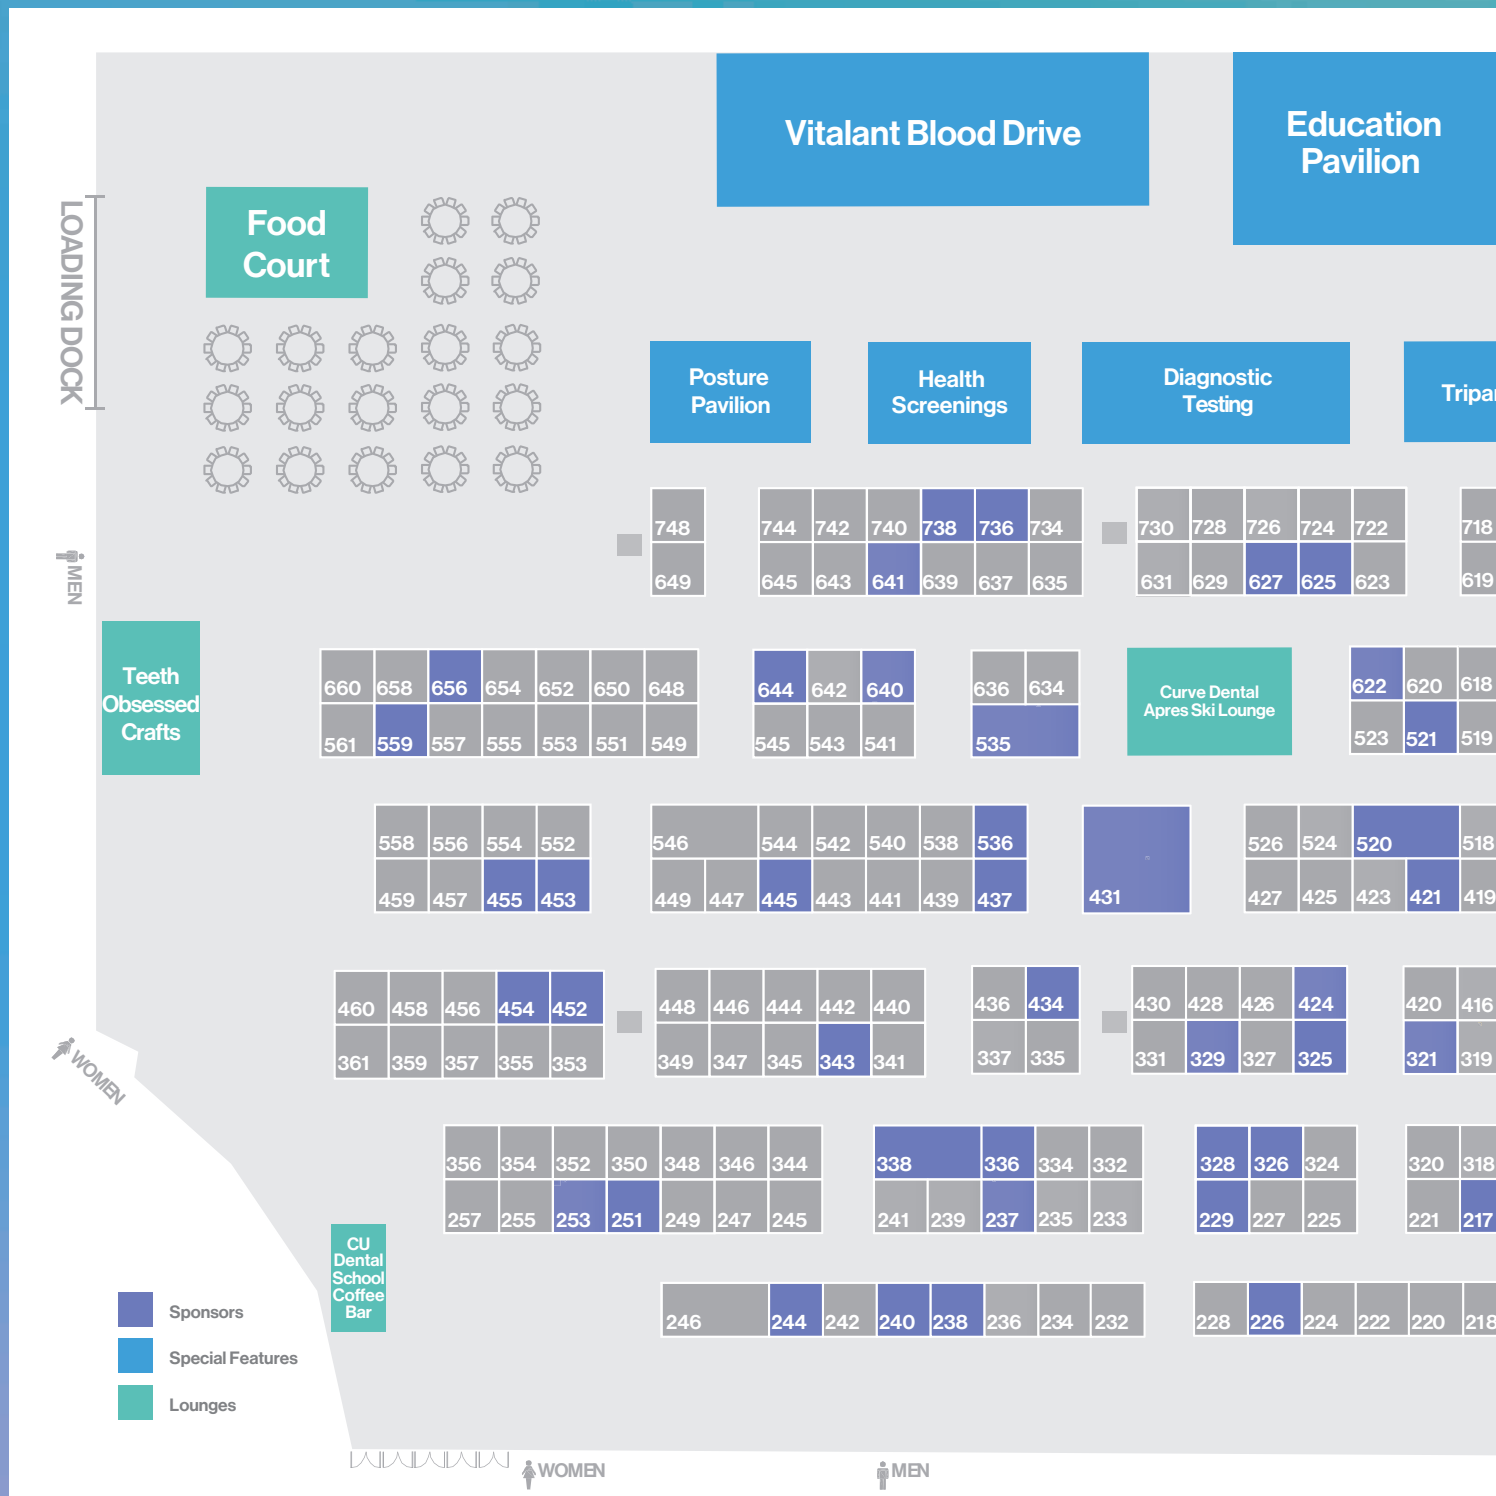 Vitalant Blood Drive
Education
Pavilion
LOADING DOCK
Food
Court
Posture
Pavilion
Health
Screenings
Diagnostic
Testing
Tripar
748
744 742 740 738 736 734
730 728 726 724 722
718
649
645 643 641 639 637 635
631 629 627 625 623
619
MEN
Teeth
Obsessed
Crafts
660 658 656 654 652 650 648
644 642 640
636 634
Curve Dental
Apres Ski Lounge
622 620 618
561 559 557 555 553 551 549
545 543 541
535
523 521 519
558 556 554 552
546 544 542 540 538 536
431
526 524 520 518
459 457 455 453
449 447 445 443 441 439 437
427 425 423 421 419
460 458 456 454 452
448 446 444 442 440
436 434
430 428 426 424
420 416
361 359 357 355 353
349 347 345 343 341
337 335
331 329 327 325
321 319
WOMEN
356 354 352 350 348 346 344
338 336 334 332
328 326 324
320 318
257 255 253 251 249 247 245
241 239 237 235 233
229 227 225
221 217
CU
Dental
School
Coffee
Bar
246 244 242 240 238 236 234 232
228 226 224 222 220 218
Sponsors
Special Features
Lounges
WOMEN
MEN